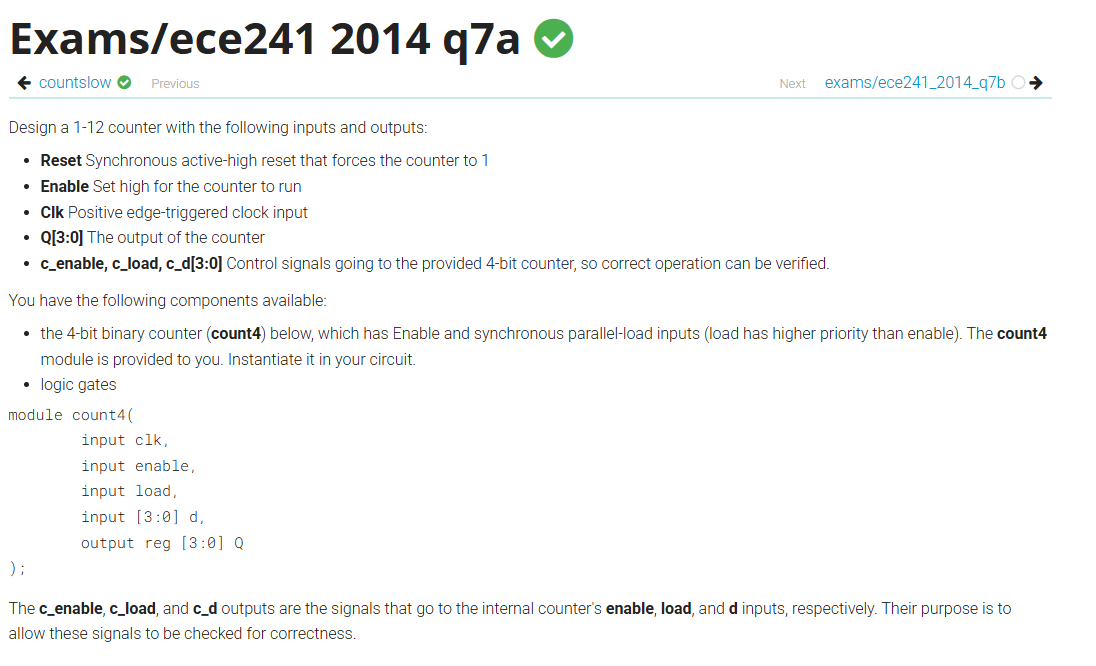 Exams/ece241 2014 q7a
countslow Previous Next exams/ece241_2014_q7b
Design a 1-12 counter with the following inputs and outputs:
• Reset Synchronous active-high reset that forces the counter to 1
• Enable Set high for the counter to run
• Clk Positive edge-triggered clock input
• Q[3:0] The output of the counter
• c_enable, c_load, c_d[3:0] Control signals going to the provided 4-bit counter, so correct operation can be verified.
You have the following components available:
• the 4-bit binary counter (count4) below, which has Enable and synchronous parallel-load inputs (load has higher priority than enable). The count4
module is provided to you. Instantiate it in your circuit.
• logic gates
module count4(
input clk,
input enable,
input load,
input [3:0] d,
output reg [3:0] Q
);
The c_enable, c_load, and c_d outputs are the signals that go to the internal counter's enable, load, and d inputs, respectively. Their purpose is to
allow these signals to be checked for correctness.